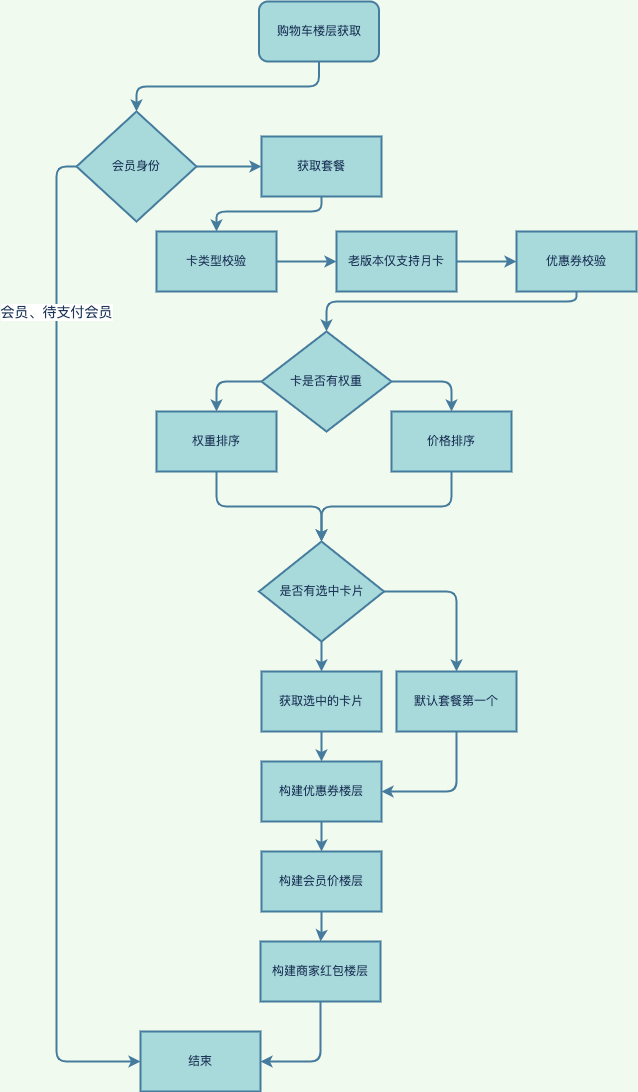 购物车楼层获取
会员身份
获取套餐
卡类型校验
老版本仅支持月卡
优惠券校验
会员、待支付会员
卡是否有权重
权重排序
价格排序
是否有选中卡片
获取选中的卡片
默认套餐第一个
构建优惠券楼层
构建会员价楼层
构建商家红包楼层
结束